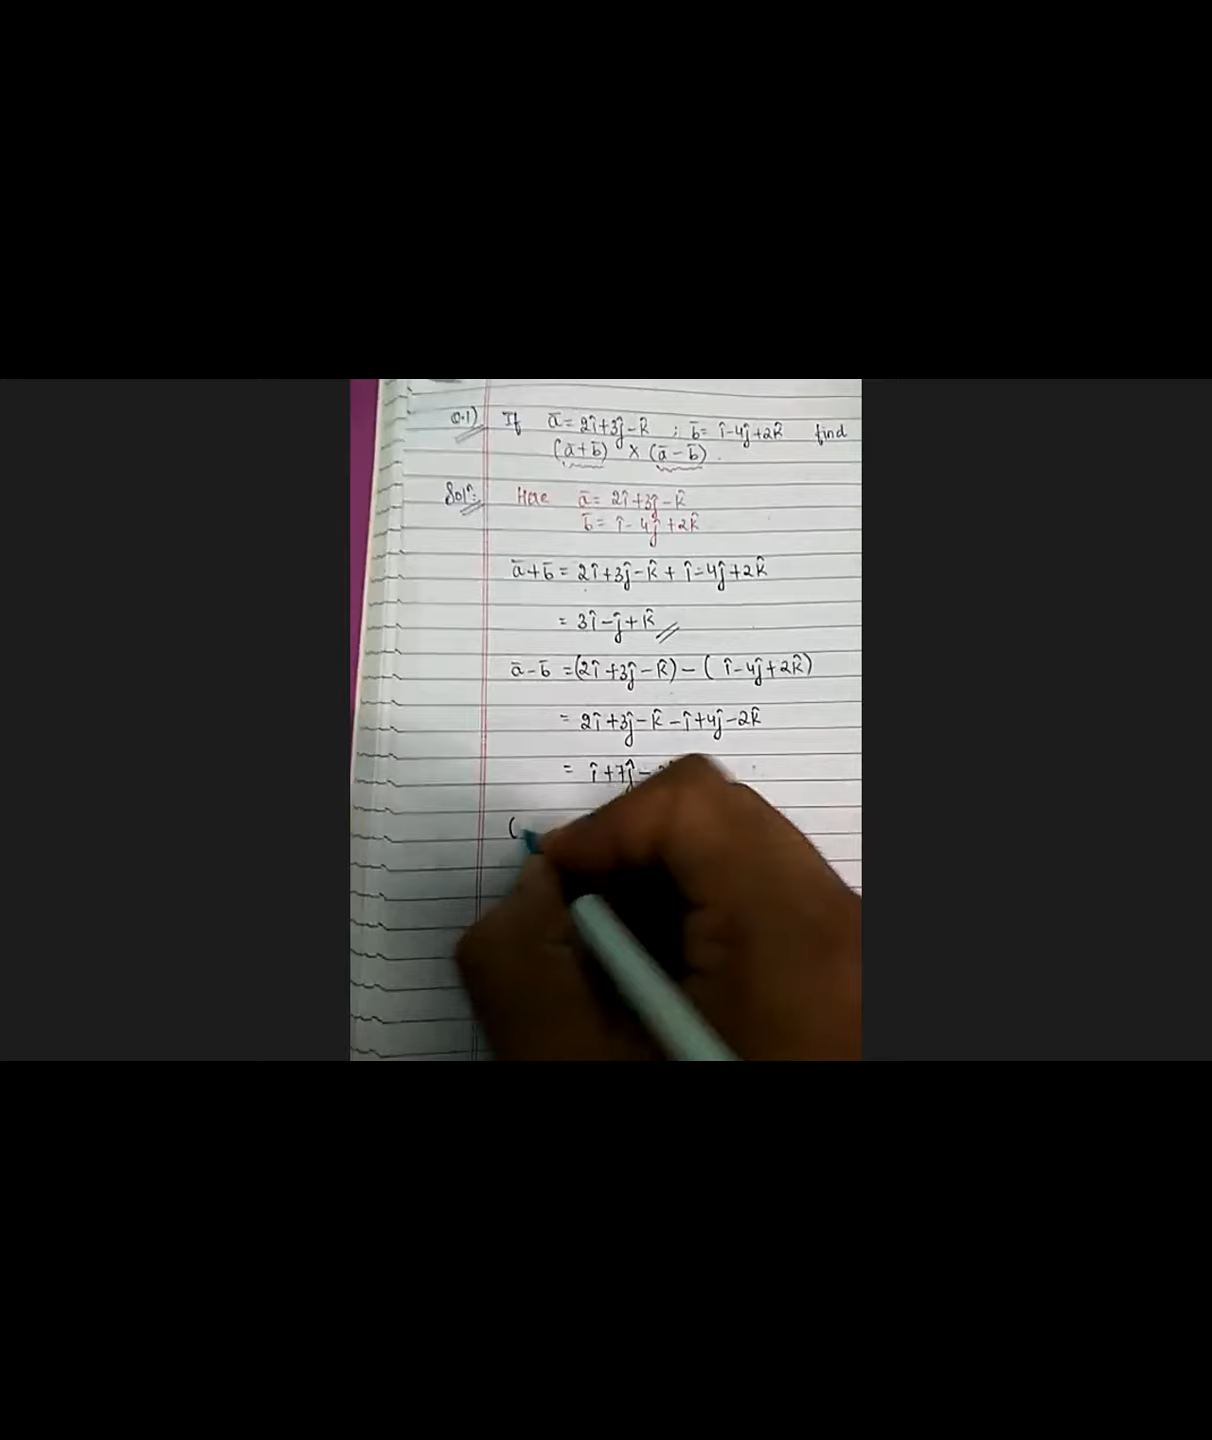 Q.1) If a̅ = 2î+3ĵ-k̂ ; b̅ = î-4ĵ+2k̂ find
(a̅+b̅) × (a̅-b̅).
Solⁿ: Here a̅ = 2î+3ĵ-k̂
b̅ = î-4ĵ+2k̂
a̅+b̅ = 2î+3ĵ-k̂ + î-4ĵ+2k̂
= 3î-ĵ+k̂
a̅-b̅ = (2î+3ĵ-k̂) - (î-4ĵ+2k̂)
= 2î+3ĵ-k̂ -î+4ĵ-2k̂
= î+7ĵ-
(